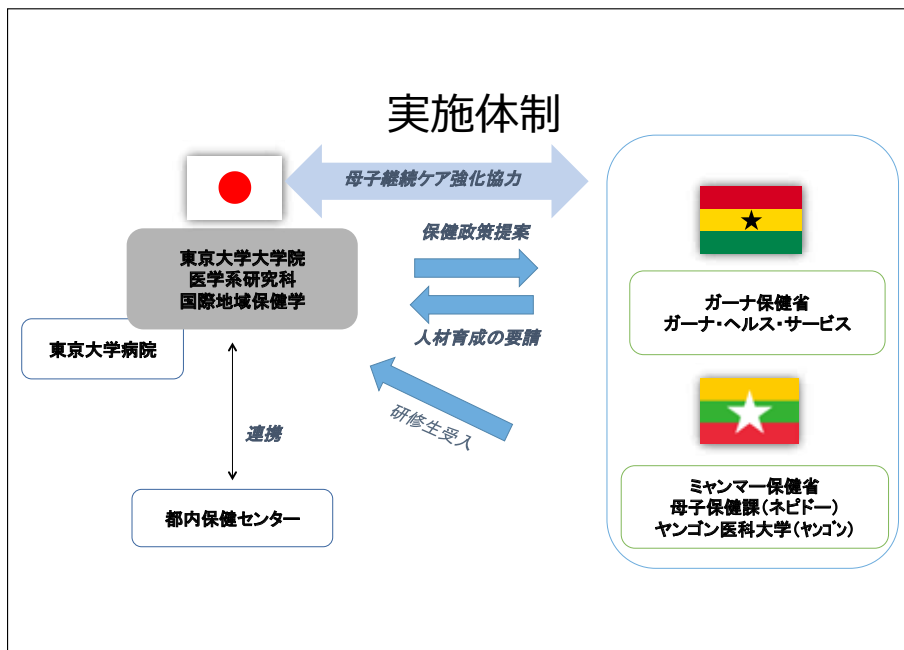 実施体制
母子継続ケア強化協力
東京大学大学院
医学系研究科
国際地域保健学
東京大学病院
連携
都内保健センター
保健政策提案
人材育成の要請
研修生受入
ガーナ保健省
ガーナ・ヘルス・サービス
ミャンマー保健省
母子保健課(ネピドー)
ヤンゴン医科大学(ﾔﾝｺﾞﾝ)